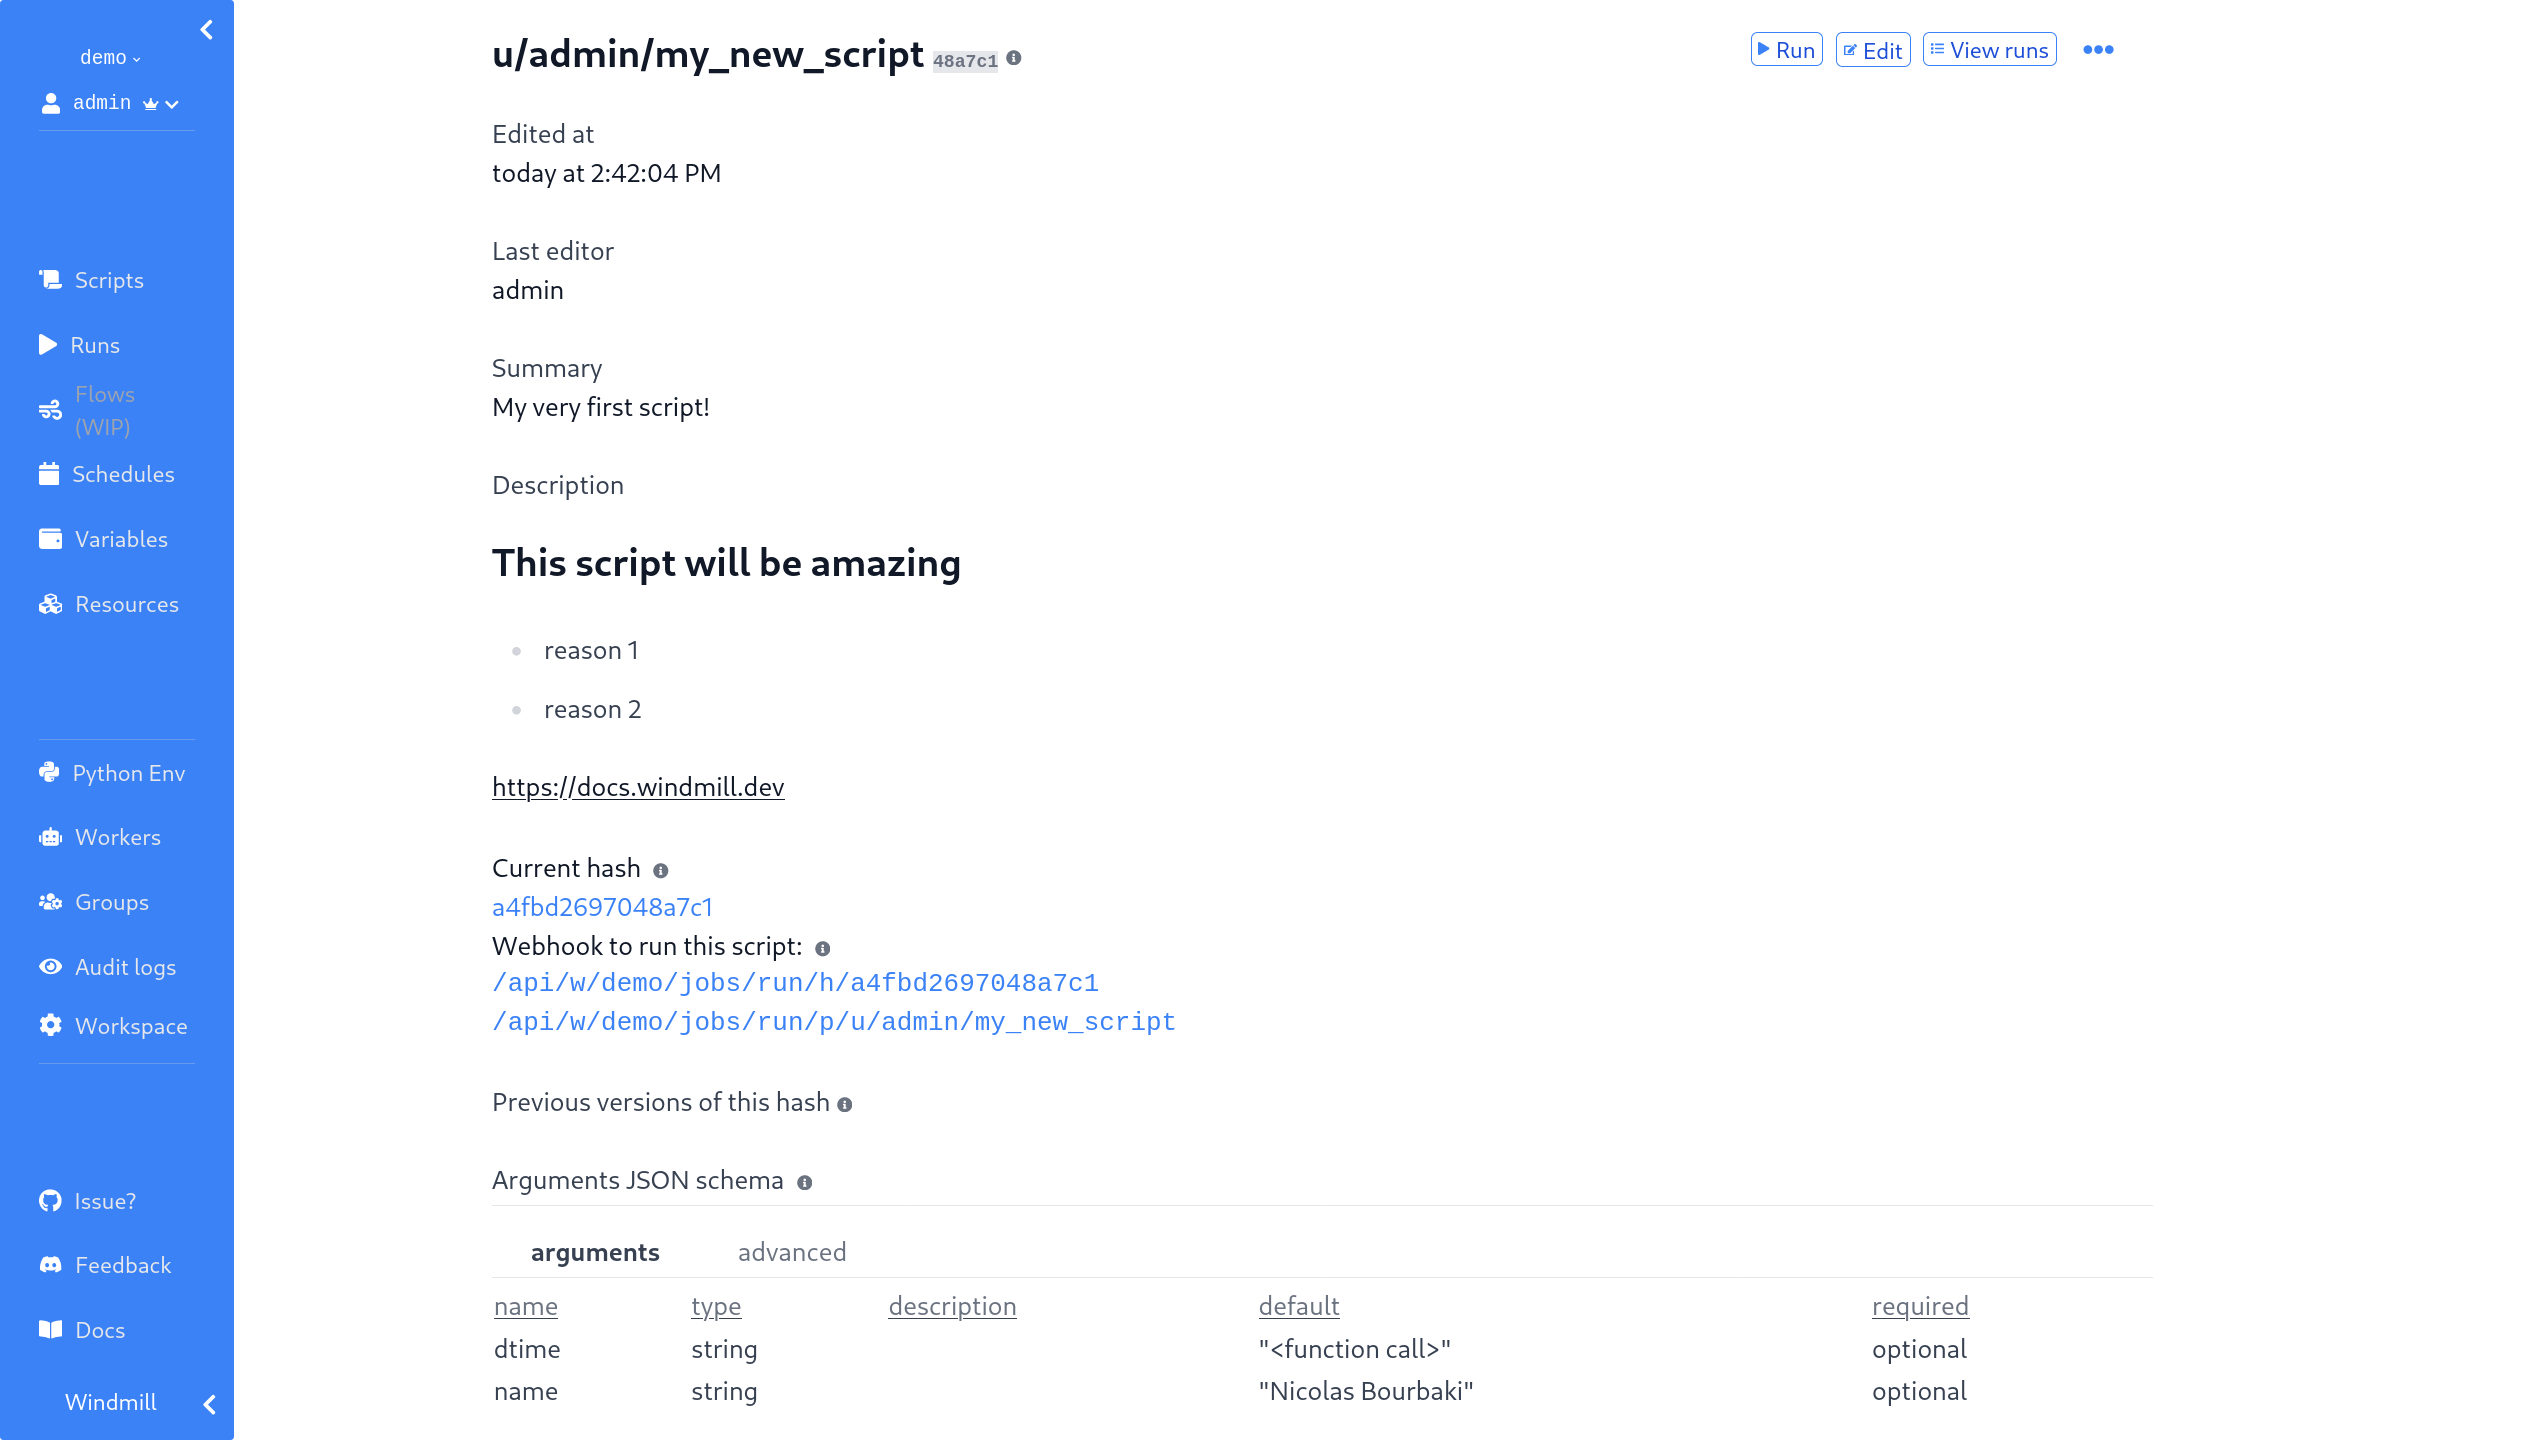 demo
admin
Scripts
Runs
Flows
(WIP)
Schedules
Variables
Resources
Python Env
Workers
Groups
Audit logs
Workspace
Issue?
Feedback
Docs
Windmill
u/admin/my_new_script 48a7c1
Run Edit View runs
Edited at
today at 2:42:04 PM
Last editor
admin
Summary
My very first script!
Description
This script will be amazing
reason 1
reason 2
https://docs.windmill.dev
Current hash
a4fbd2697048a7c1
Webhook to run this script:
/api/w/demo/jobs/run/h/a4fbd2697048a7c1
/api/w/demo/jobs/run/p/u/admin/my_new_script
Previous versions of this hash
Arguments JSON schema
arguments advanced
name type description default required
dtime string "<function call>" optional
name string "Nicolas Bourbaki" optional